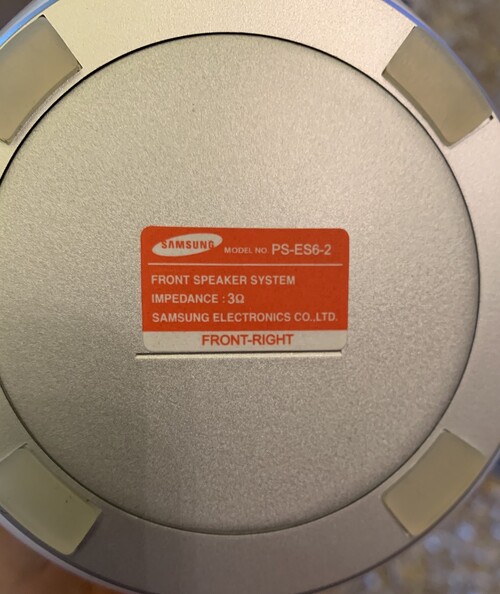 SAMSUNG MODEL NO. PS-ES6-2
FRONT SPEAKER SYSTEM
IMPEDANCE : 3Ω
SAMSUNG ELECTRONICS CO.,LTD.
FRONT-RIGHT